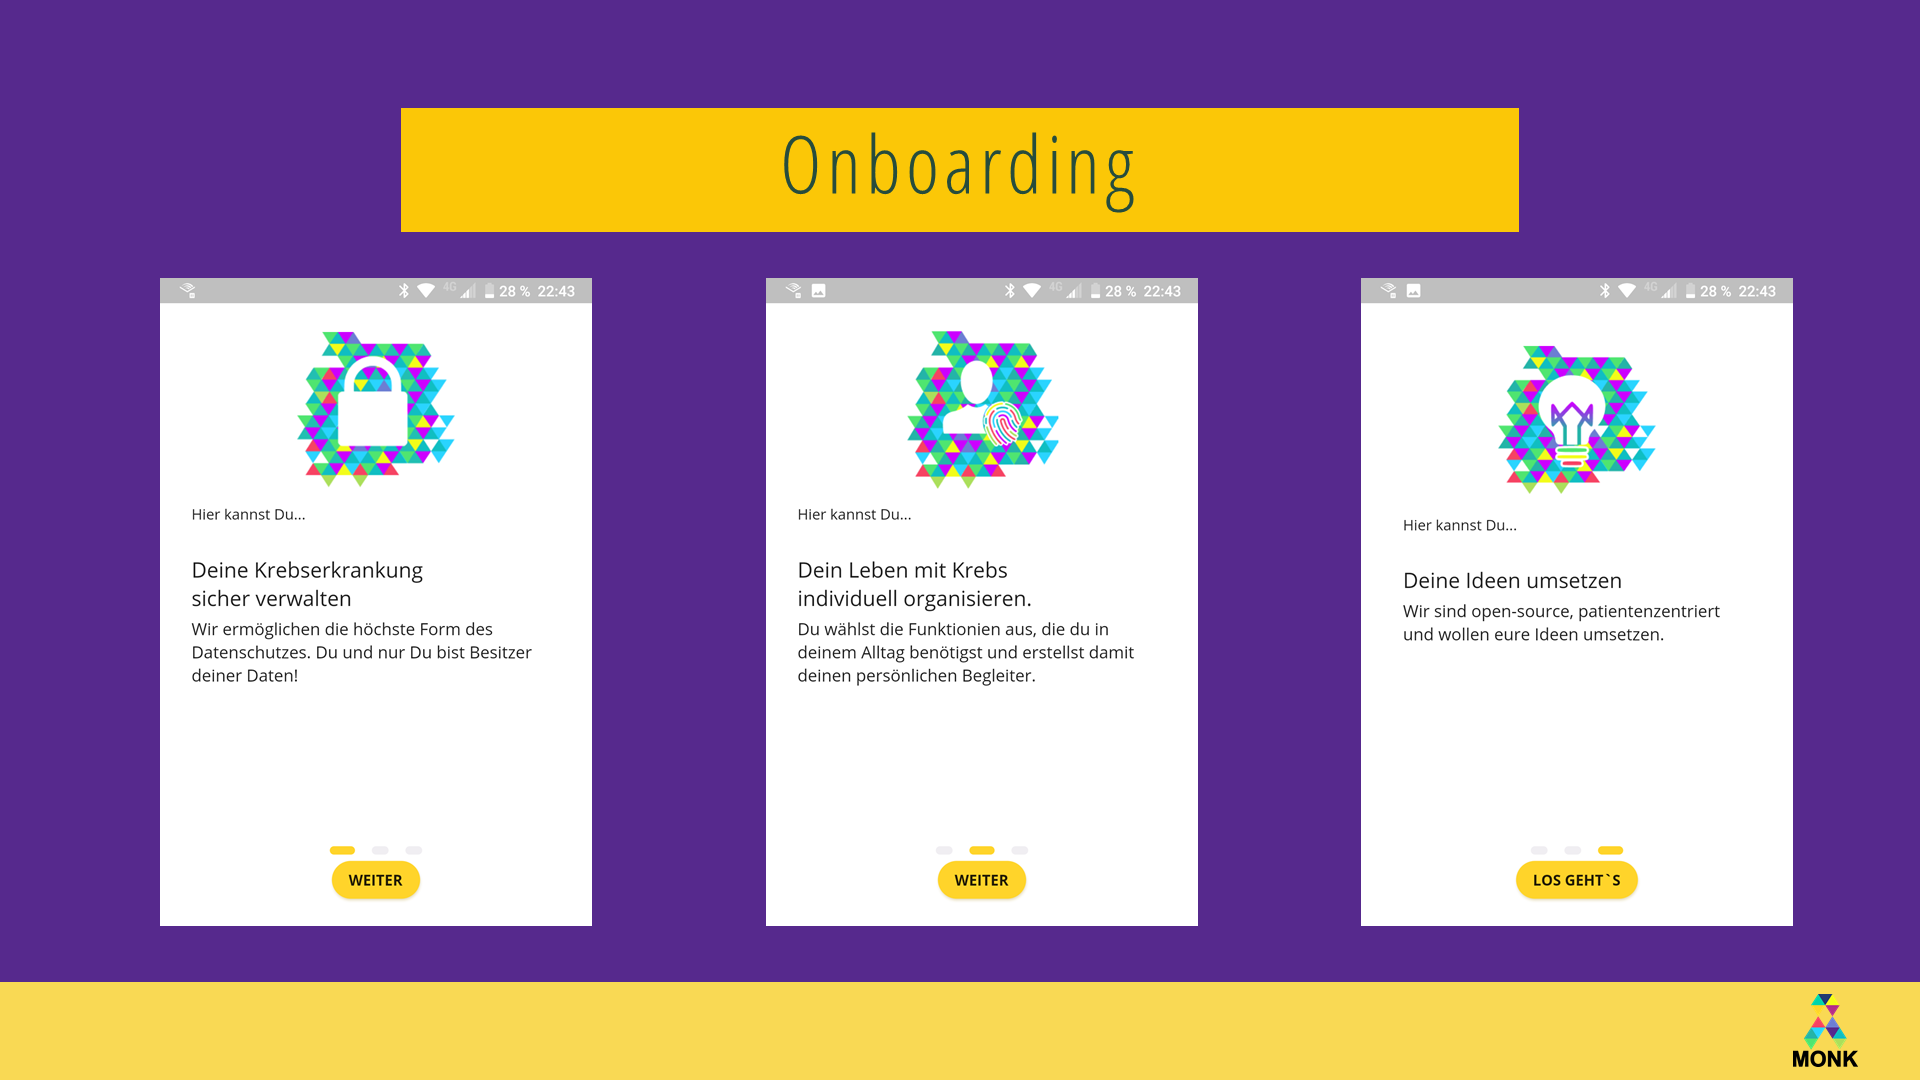 Onboarding
4G 28 % 22:43
Hier kannst Du...
Deine Krebserkrankung
sicher verwalten
Wir ermöglichen die höchste Form des
Datenschutzes. Du und nur Du bist Besitzer
deiner Daten!
WEITER
4G 28 % 22:43
Hier kannst Du...
Dein Leben mit Krebs
individuell organisieren.
Du wählst die Funktionien aus, die du in
deinem Alltag benötigst und erstellst damit
deinen persönlichen Begleiter.
WEITER
4G 28 % 22:43
Hier kannst Du...
Deine Ideen umsetzen
Wir sind open-source, patientenzentriert
und wollen eure Ideen umsetzen.
LOS GEHT`S
MONK